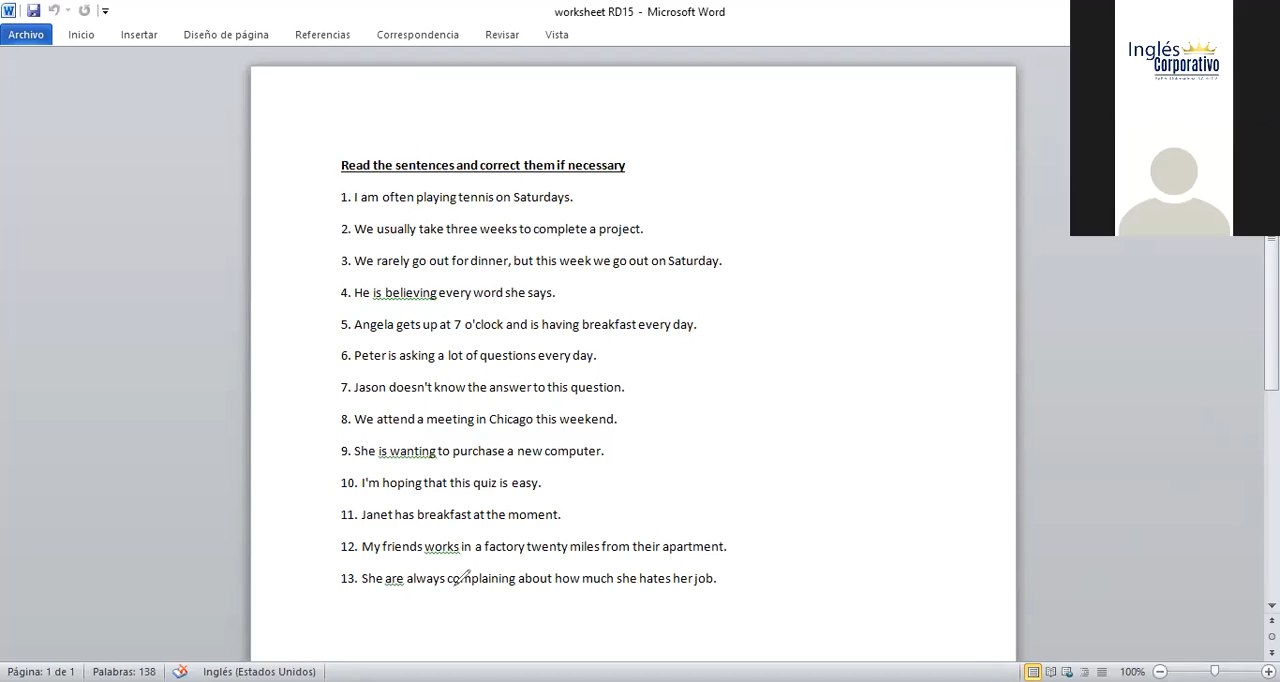 worksheet RD15 - Microsoft Word
Archivo Inicio Insertar Diseño de página Referencias Correspondencia Revisar Vista
Inglés
Corporativo
Read the sentences and correct them if necessary
1. I am often playing tennis on Saturdays.
2. We usually take three weeks to complete a project.
3. We rarely go out for dinner, but this week we go out on Saturday.
4. He is believing every word she says.
5. Angela gets up at 7 o'clock and is having breakfast every day.
6. Peter is asking a lot of questions every day.
7. Jason doesn't know the answer to this question.
8. We attend a meeting in Chicago this weekend.
9. She is wanting to purchase a new computer.
10. I'm hoping that this quiz is easy.
11. Janet has breakfast at the moment.
12. My friends works in a factory twenty miles from their apartment.
13. She are always complaining about how much she hates her job.
Página: 1 de 1 Palabras: 138 Inglés (Estados Unidos) 100%